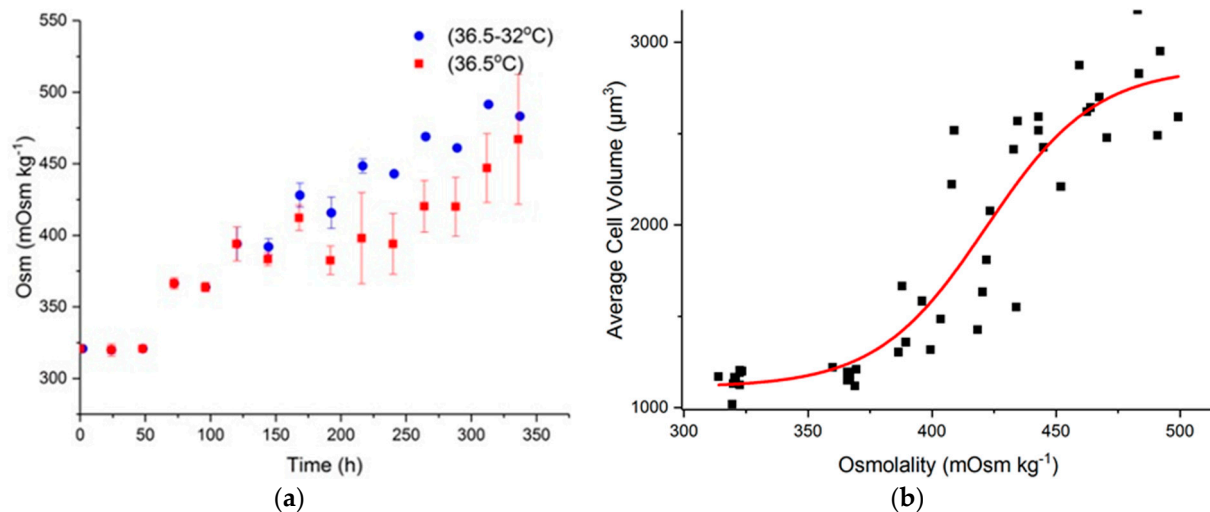 550
500
450
400
350
300
Osm (mOsm kg⁻¹)
(36.5-32°C)
(36.5°C)
0 50 100 150 200 250 300 350
Time (h)
(a)
3000
2000
1000
Average Cell Volume (µm³)
300 350 400 450 500
Osmolality (mOsm kg⁻¹)
(b)